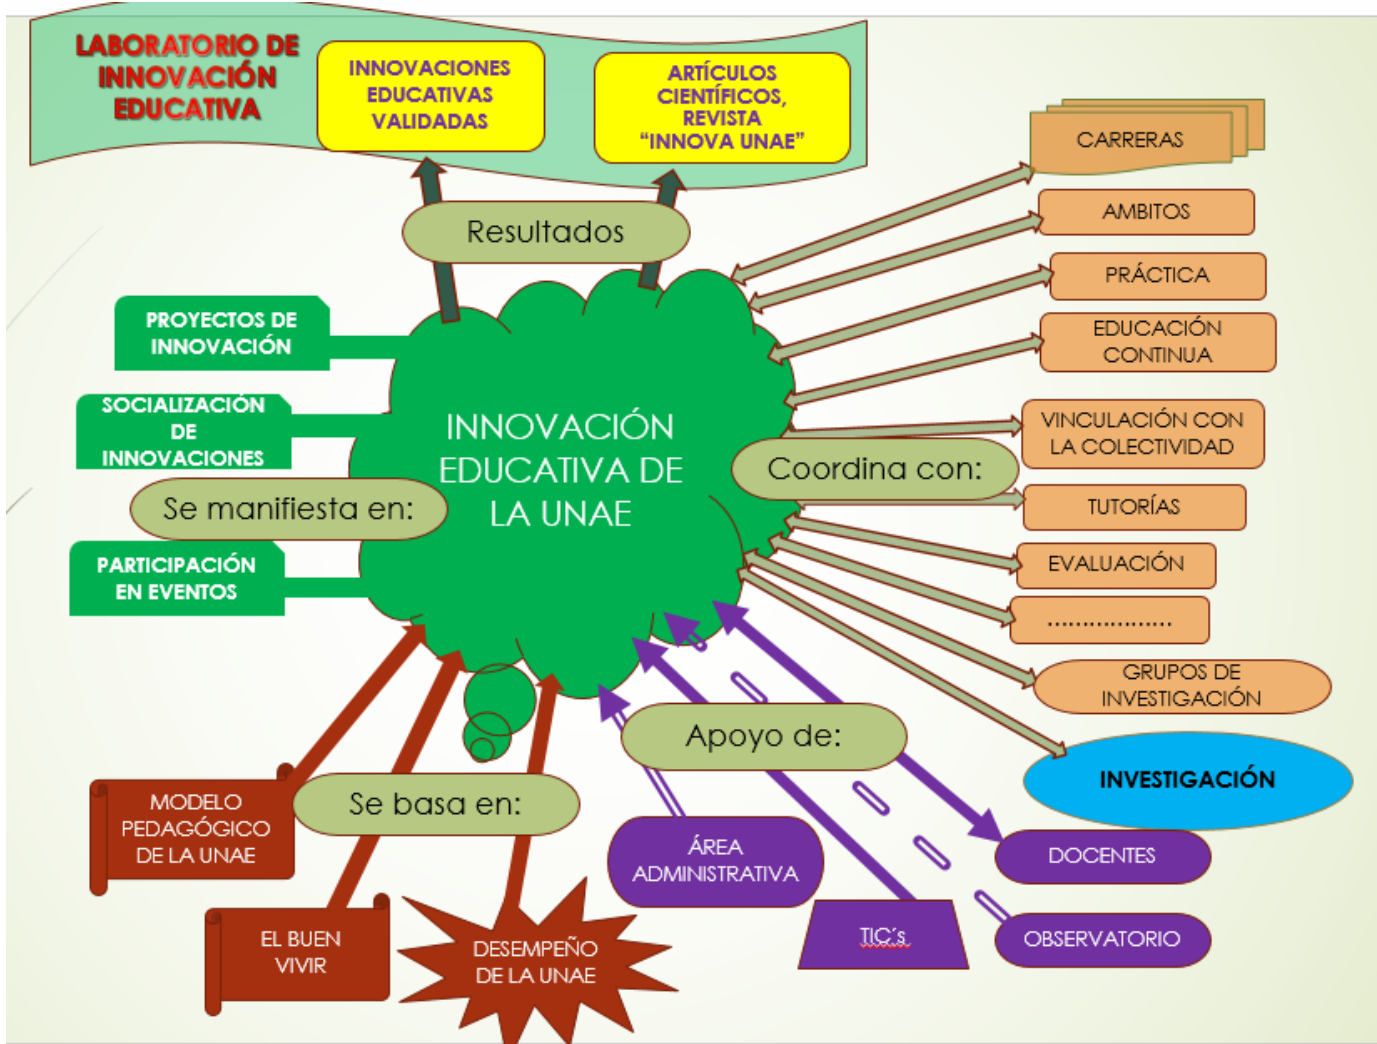 LABORATORIO DE
INNOVACIÓN
EDUCATIVA
INNOVACIONES
EDUCATIVAS
VALIDADAS
ARTÍCULOS
CIENTÍFICOS,
REVISTA
“INNOVA UNAE”
Resultados
CARRERAS
AMBITOS
PRÁCTICA
EDUCACIÓN
CONTINUA
VINCULACIÓN CON
LA COLECTIVIDAD
Coordina con:
TUTORÍAS
EVALUACIÓN
..................
GRUPOS DE
INVESTIGACIÓN
INVESTIGACIÓN
PROYECTOS DE
INNOVACIÓN
SOCIALIZACIÓN
DE
INNOVACIONES
Se manifiesta en:
PARTICIPACIÓN
EN EVENTOS
INNOVACIÓN
EDUCATIVA DE
LA UNAE
Apoyo de:
Se basa en:
MODELO
PEDAGÓGICO
DE LA UNAE
EL BUEN
VIVIR
DESEMPEÑO
DE LA UNAE
ÁREA
ADMINISTRATIVA
TIC´s
DOCENTES
OBSERVATORIO